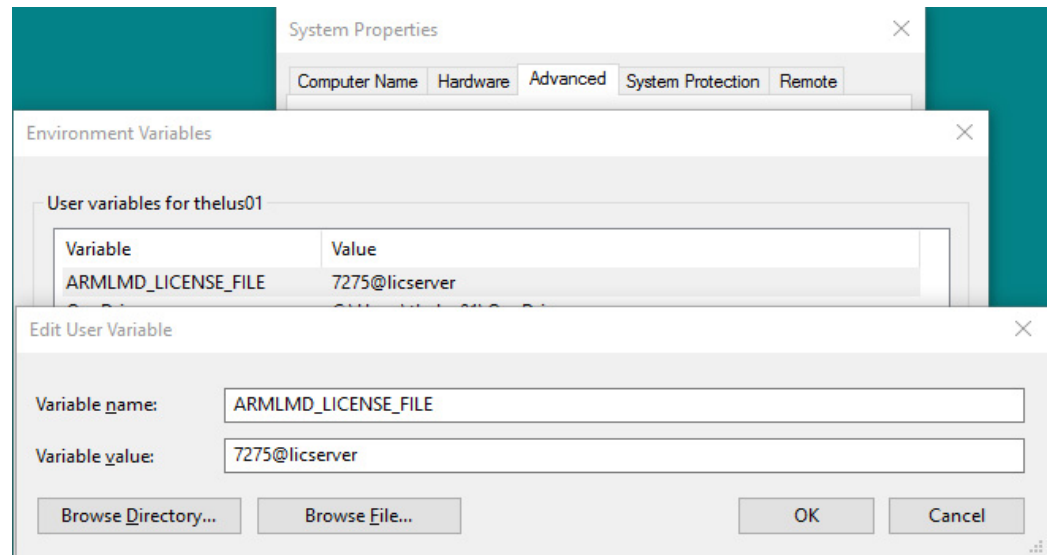 System Properties
Computer Name Hardware Advanced System Protection Remote
Environment Variables
User variables for thelus01
Variable Value
ARMLMD_LICENSE_FILE 7275@licserver
Edit User Variable
Variable name: ARMLMD_LICENSE_FILE
Variable value: 7275@licserver
Browse Directory... Browse File... OK Cancel